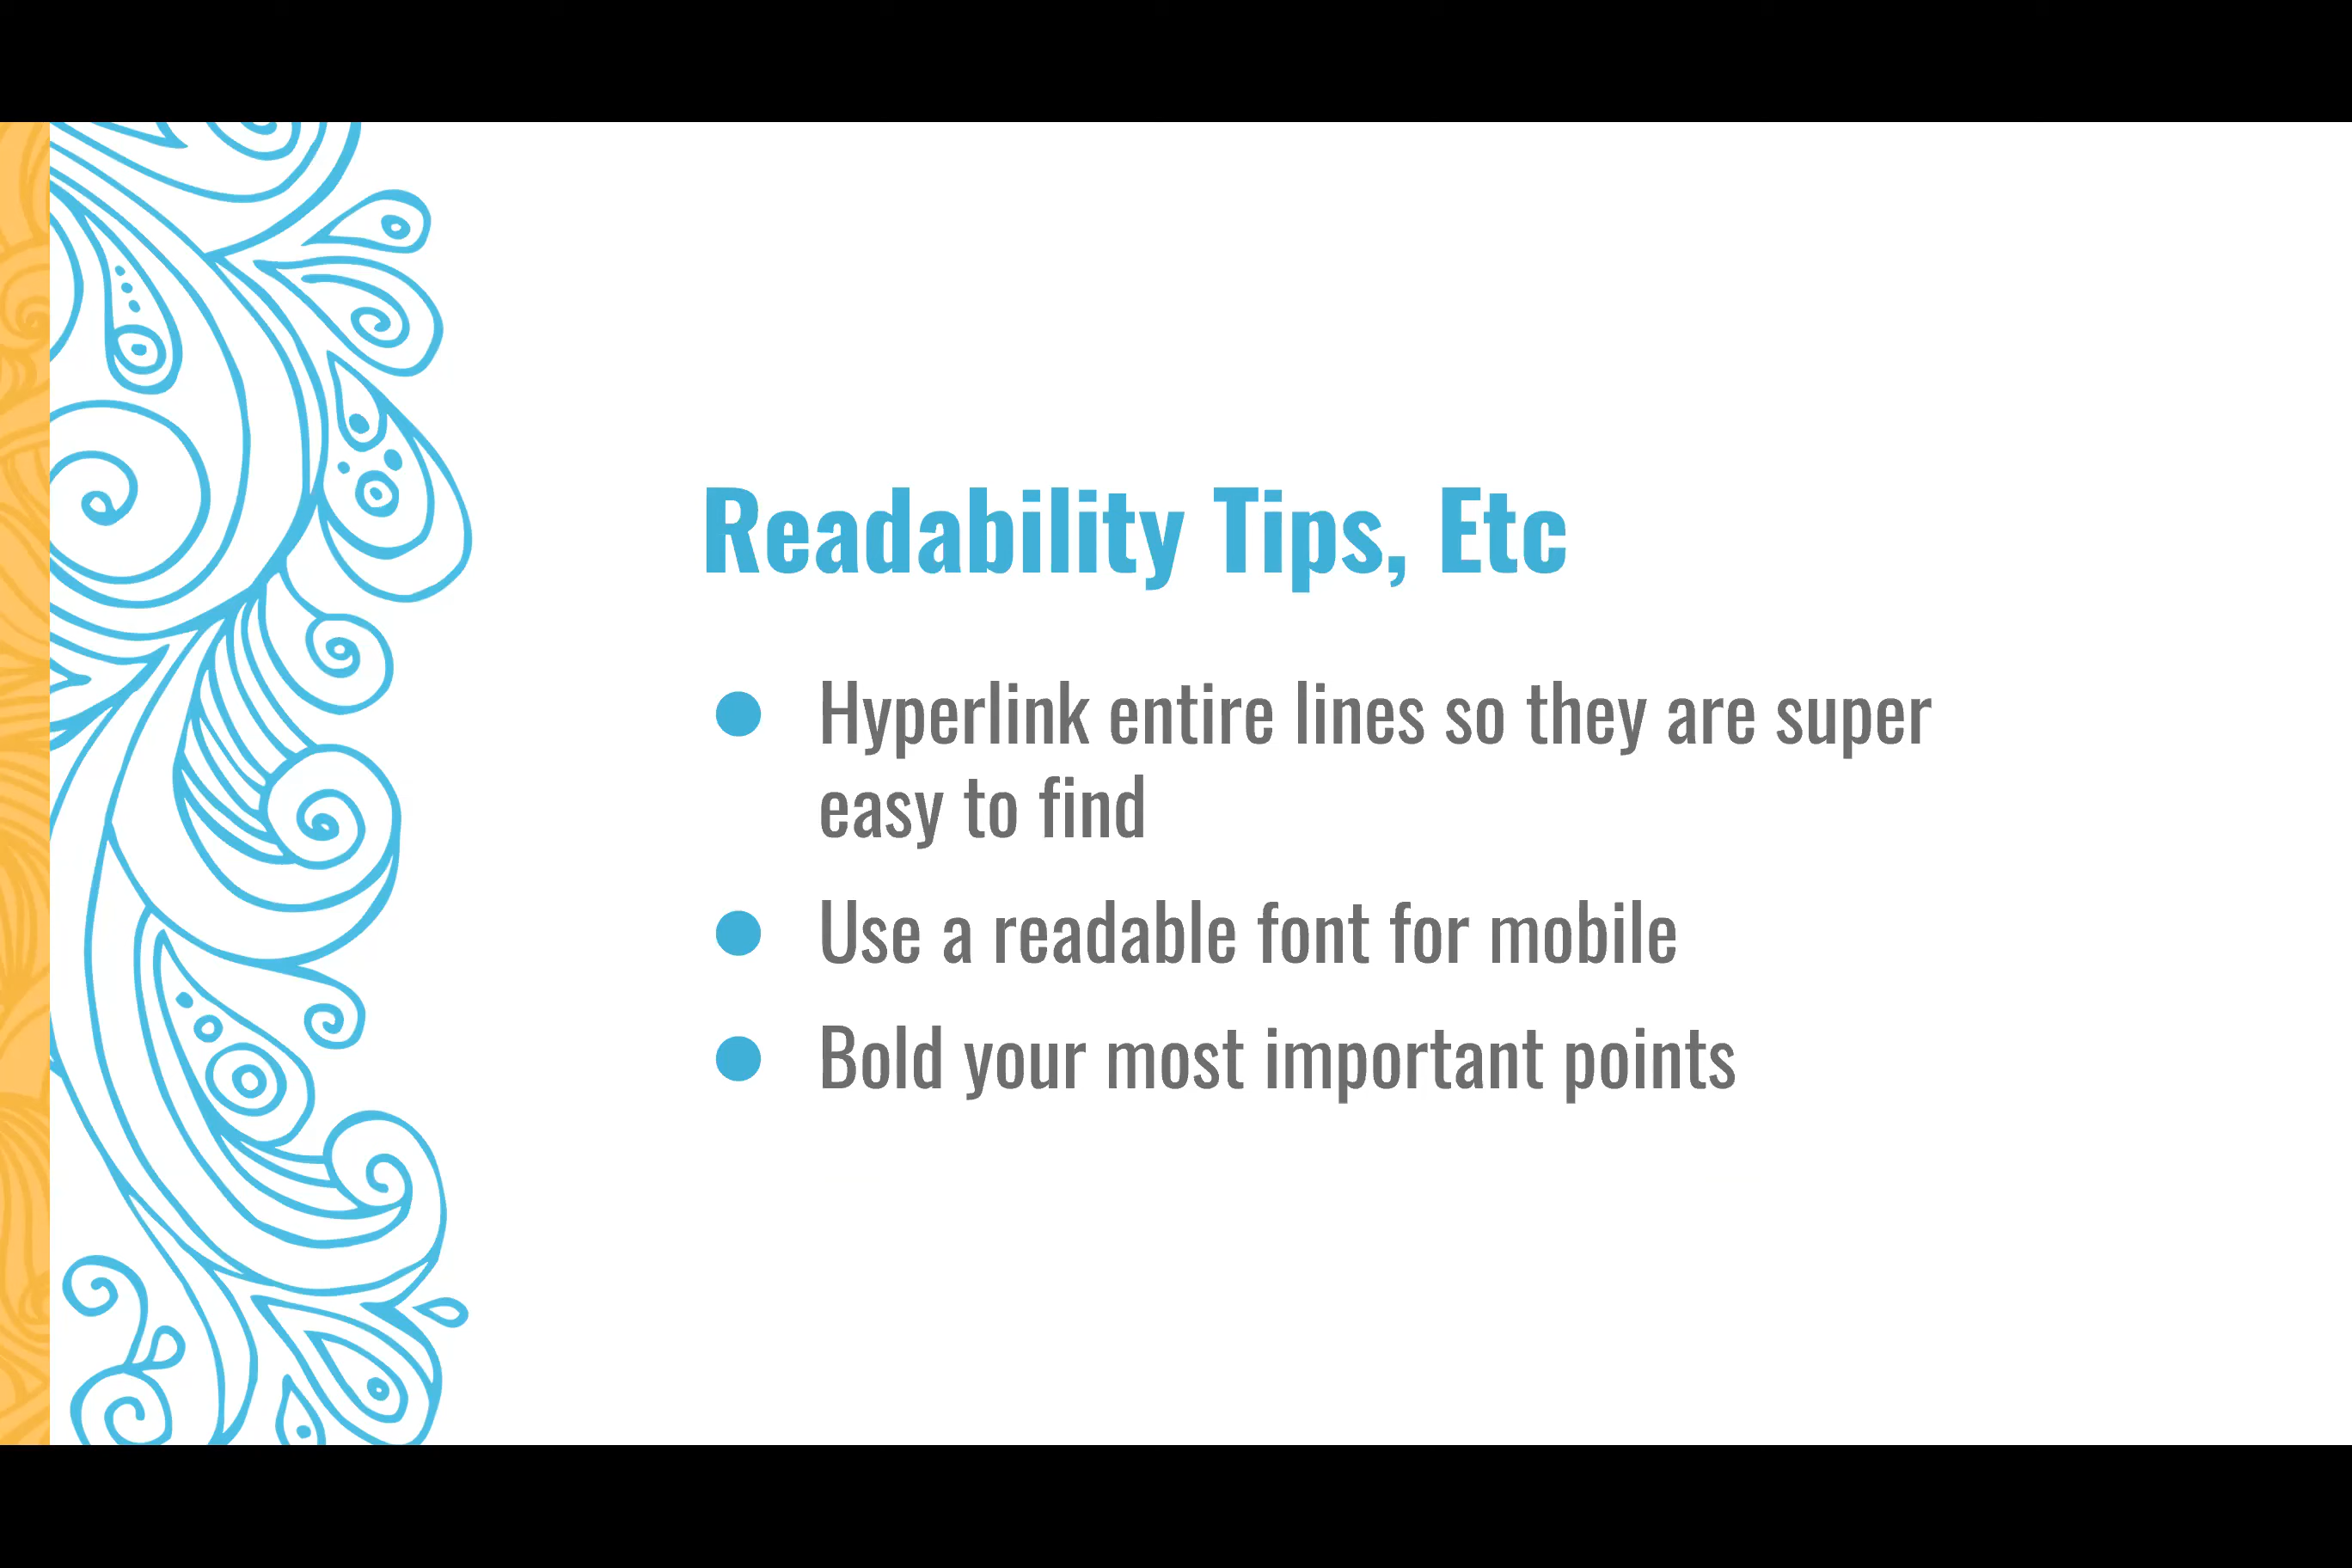 Readability Tips, Etc
Hyperlink entire lines so they are super
easy to find
Use a readable font for mobile
Bold your most important points